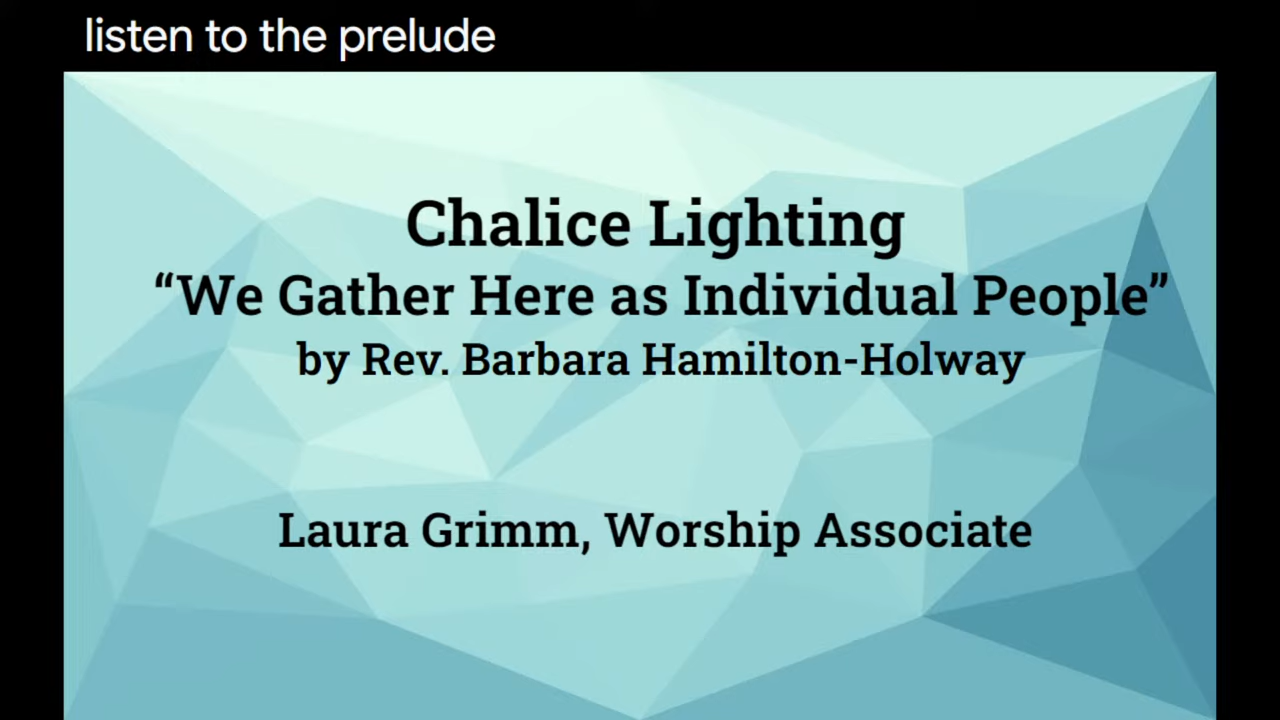 listen to the prelude
Chalice Lighting
“We Gather Here as Individual People”
by Rev. Barbara Hamilton-Holway
Laura Grimm, Worship Associate